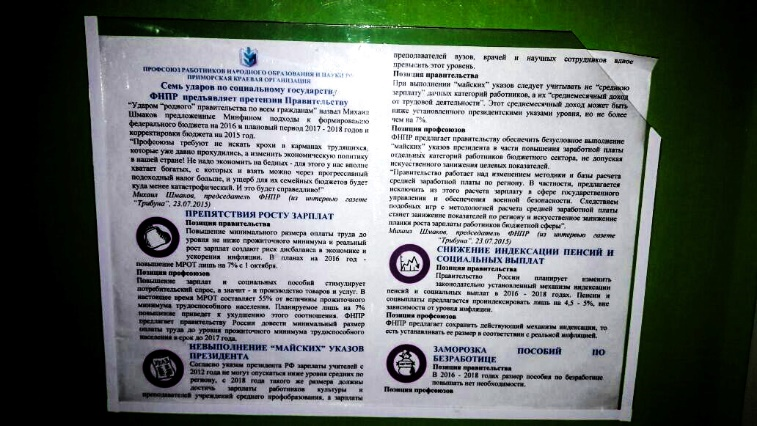 ПРОФСОЮЗ РАБОТНИКОВ НАРОДНОГО ОБРАЗОВАНИЯ И НАУКИ РФ
ПРИМОРСКАЯ КРАЕВАЯ ОРГАНИЗАЦИЯ
Семь ударов по социальному государству
ФНПР предъявляет претензии Правительству
"Ударом "родного" правительства по всем гражданам" назвал Михаил
Шмаков предложенные Минфином подходы к формированию
федерального бюджета на 2016 и плановый период 2017 - 2018 годов и
корректировки бюджета на 2015 год.
"Профсоюзы требуют не искать крохи в карманах трудящихся,
которые уже давно прохудились, а изменить экономическую политику
в нашей стране! Не надо экономить на бедных - для этого у нас вполне
хватает богатых, с которых и взять можно через прогрессивный
подоходный налог больше, и ущерб для их семейных бюджетов будет
куда менее катастрофический. И это будет справедливо!"
Михаил Шмаков, председатель ФНПР (из интервью газете
"Трибуна", 23.07.2015)
ПРЕПЯТСТВИЯ РОСТУ ЗАРПЛАТ
Позиция правительства
Повышение минимального размера оплаты труда до
уровня не ниже прожиточного минимума и реальный
рост зарплат создают риск дисбаланса в экономике и
ускорения инфляции. В планах на 2016 год -
повышение МРОТ лишь на 7% с 1 октября.
Позиция профсоюзов
Повышение зарплат и социальных пособий стимулирует
потребительский спрос, а значит - и производство товаров и услуг. В
настоящее время МРОТ составляет 55% от величины прожиточного
минимума трудоспособного населения. Планируемое лишь на 7%
повышение приведет к ухудшению этого соотношения. ФНПР
предлагает правительству России довести минимальный размер
оплаты труда до уровня прожиточного минимума трудоспособного
населения в срок до 2017 года.
НЕВЫПОЛНЕНИЕ "МАЙСКИХ" УКАЗОВ
ПРЕЗИДЕНТА
Согласно указам президента РФ зарплаты учителей с
2012 года не могут опускаться ниже уровня средних по
региону, с 2018 года такого же размера должны
достичь зарплаты работников культуры и
преподавателей учреждений среднего профобразования, а зарплаты
преподавателей вузов, врачей и научных сотрудников вдвое
превысить этот уровень.
Позиция правительства
При выполнении "майских" указов следует учитывать не "среднюю
зарплату" данных категорий работников, а их "среднемесячный доход
от трудовой деятельности". Этот среднемесячный доход может быть
ниже установленного президентскими указами уровня, но не более
чем на 7%.
Позиция профсоюзов
ФНПР предлагает правительству обеспечить безусловное выполнение
"майских" указов президента в части повышения заработной платы
отдельных категорий работников бюджетного сектора, не допуская
искусственного занижения целевых показателей.
"Правительство работает над изменением методики и базы расчета
средней заработной платы по региону. В частности, предлагается
исключить из этого расчета зарплату в сфере государственного
управления и обеспечения военной безопасности. Следствием
подобных игр с методологией расчета средней заработной платы
станет занижение показателей по региону и искусственное занижение
планки роста зарплаты работников бюджетной сферы".
Михаил Шмаков, председатель ФНПР (из интервью газете
"Трибуна", 23.07.2015)
СНИЖЕНИЕ ИНДЕКСАЦИИ ПЕНСИЙ И
СОЦИАЛЬНЫХ ВЫПЛАТ
Позиция правительства
Правительство России планирует изменить
законодательно установленный механизм индексации
пенсий и социальных выплат в 2016 - 2018 годах. Пенсии и
соцвыплаты предлагается проиндексировать лишь на 4,5 - 5%, вне
зависимости от уровня инфляции.
Позиция профсоюзов
ФНПР предлагает сохранить действующий механизм индексации, то
есть устанавливать ее размер в соответствии с реальной инфляцией.
ЗАМОРОЗКА ПОСОБИЙ ПО
БЕЗРАБОТИЦЕ
Позиция правительства
В 2016 - 2018 годах размер пособия по безработице
повышать нет необходимости.
Позиция профсоюзов